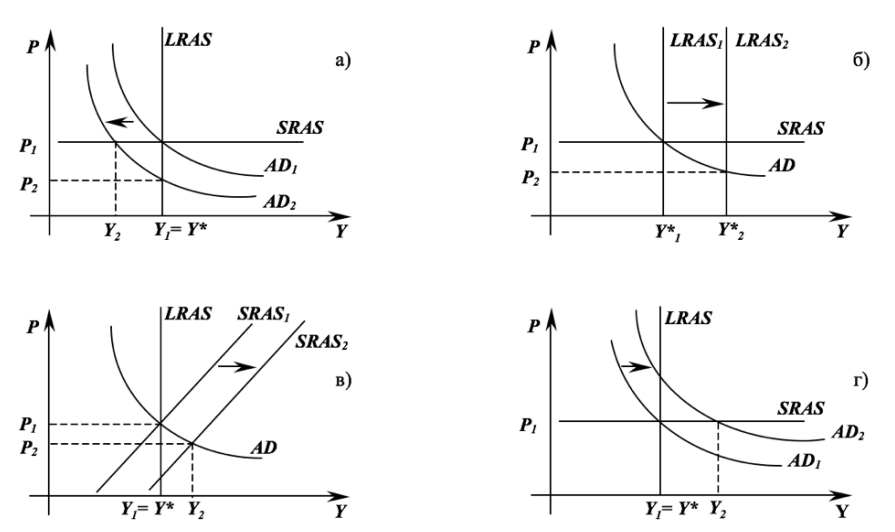 P
LRAS
а)
SRAS
P1
AD1
P2
AD2
Y2
Y1= Y*
Y
P
LRAS1
LRAS2
б)
SRAS
P1
AD
P2
Y*1
Y*2
Y
P
LRAS
SRAS1
SRAS2
в)
P1
P2
AD
Y1= Y*
Y2
Y
P
LRAS
г)
SRAS
P1
AD2
AD1
Y1= Y*
Y2
Y